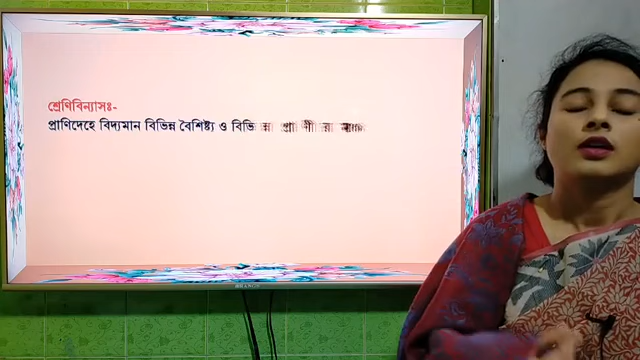 শ্রেণিবিন্যাসঃ-
প্রাণিদেহে বিদ্যমান বিভিন্ন বৈশিষ্ট্য ও বিভিন্ন প্রাণীর